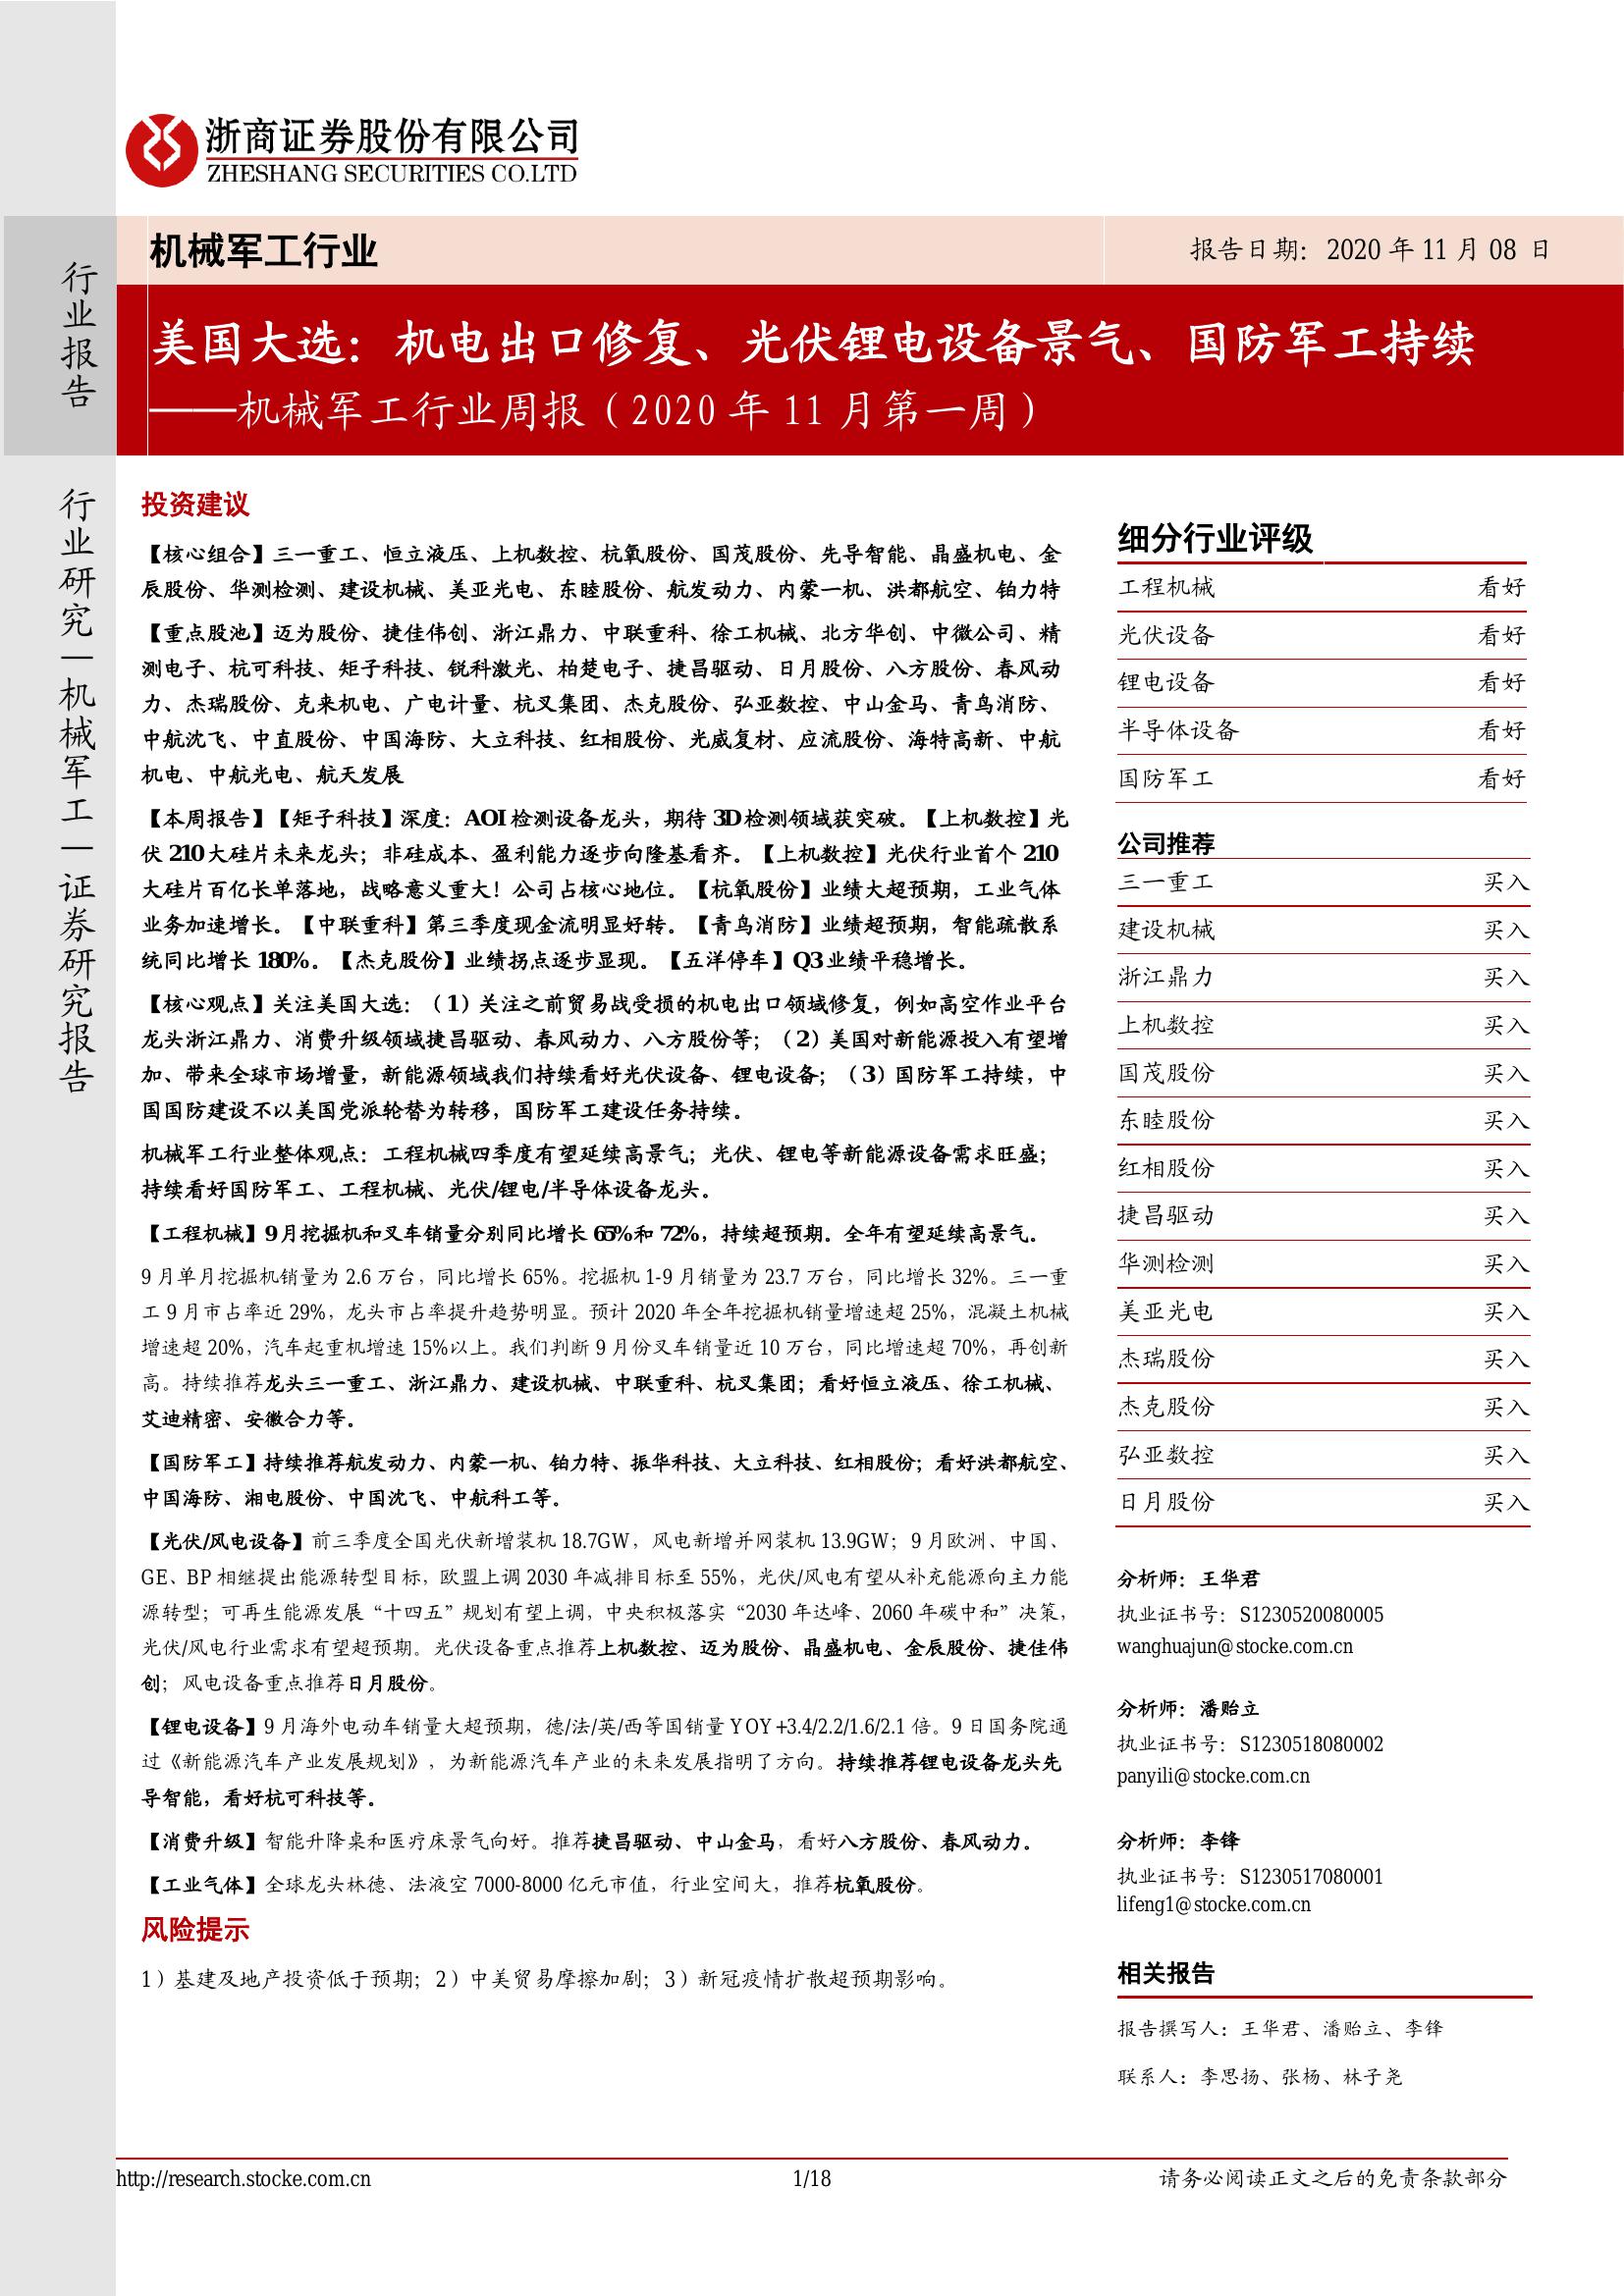 浙商证券股份有限公司
ZHESHANG SECURITIES CO.LTD
行业报告
机械军工行业
报告日期：2020 年 11 月 08 日
美国大选：机电出口修复、光伏锂电设备景气、国防军工持续
——机械军工行业周报（2020 年 11 月第一周）
行业研究—机械军工—证券研究报告
投资建议
【核心组合】三一重工、恒立液压、上机数控、杭氧股份、国茂股份、先导智能、晶盛机电、金
辰股份、华测检测、建设机械、美亚光电、东睦股份、航发动力、内蒙一机、洪都航空、铂力特
【重点股池】迈为股份、捷佳伟创、浙江鼎力、中联重科、徐工机械、北方华创、中微公司、精
测电子、杭可科技、矩子科技、锐科激光、柏楚电子、捷昌驱动、日月股份、八方股份、春风动
力、杰瑞股份、克来机电、广电计量、杭叉集团、杰克股份、弘亚数控、中山金马、青鸟消防、
中航沈飞、中直股份、中国海防、大立科技、红相股份、光威复材、应流股份、海特高新、中航
机电、中航光电、航天发展
【本周报告】【矩子科技】深度：AOI 检测设备龙头，期待 3D 检测领域获突破。【上机数控】光
伏 210 大硅片未来龙头；非硅成本、盈利能力逐步向隆基看齐。【上机数控】光伏行业首个 210
大硅片百亿长单落地，战略意义重大！公司占核心地位。【杭氧股份】业绩大超预期，工业气体
业务加速增长。【中联重科】第三季度现金流明显好转。【青鸟消防】业绩超预期，智能疏散系
统同比增长 180%。【杰克股份】业绩拐点逐步显现。【五洋停车】Q3 业绩平稳增长。
【核心观点】关注美国大选：（1）关注之前贸易战受损的机电出口领域修复，例如高空作业平台
龙头浙江鼎力、消费升级领域捷昌驱动、春风动力、八方股份等；（2）美国对新能源投入有望增
加、带来全球市场增量，新能源领域我们持续看好光伏设备、锂电设备；（3）国防军工持续，中
国国防建设不以美国党派轮替为转移，国防军工建设任务持续。
机械军工行业整体观点：工程机械四季度有望延续高景气；光伏、锂电等新能源设备需求旺盛；
持续看好国防军工、工程机械、光伏/锂电/半导体设备龙头。
【工程机械】9 月挖掘机和叉车销量分别同比增长 65%和 72%，持续超预期。全年有望延续高景气。
9 月单月挖掘机销量为 2.6 万台，同比增长 65%。挖掘机 1-9 月销量为 23.7 万台，同比增长 32%。三一重
工 9 月市占率近 29%，龙头市占率提升趋势明显。预计 2020 年全年挖掘机销量增速超 25%，混凝土机械
增速超 20%，汽车起重机增速 15%以上。我们判断 9 月份叉车销量近 10 万台，同比增速超 70%，再创新
高。持续推荐龙头三一重工、浙江鼎力、建设机械、中联重科、杭叉集团；看好恒立液压、徐工机械、
艾迪精密、安徽合力等。
【国防军工】持续推荐航发动力、内蒙一机、铂力特、振华科技、大立科技、红相股份；看好洪都航空、
中国海防、湘电股份、中国沈飞、中航科工等。
【光伏/风电设备】前三季度全国光伏新增装机 18.7GW，风电新增并网装机 13.9GW；9 月欧洲、中国、
GE、BP 相继提出能源转型目标，欧盟上调 2030 年减排目标至 55%，光伏/风电有望从补充能源向主力能
源转型；可再生能源发展“十四五”规划有望上调，中央积极落实“2030 年达峰、2060 年碳中和”决策，
光伏/风电行业需求有望超预期。光伏设备重点推荐上机数控、迈为股份、晶盛机电、金辰股份、捷佳伟
创；风电设备重点推荐日月股份。
【锂电设备】9 月海外电动车销量大超预期，德/法/英/西等国销量 YOY+3.4/2.2/1.6/2.1 倍。9 日国务院通
过《新能源汽车产业发展规划》，为新能源汽车产业的未来发展指明了方向。持续推荐锂电设备龙头先
导智能，看好杭可科技等。
【消费升级】智能升降桌和医疗床景气向好。推荐捷昌驱动、中山金马，看好八方股份、春风动力。
【工业气体】全球龙头林德、法液空 7000-8000 亿元市值，行业空间大，推荐杭氧股份。
风险提示
1）基建及地产投资低于预期；2）中美贸易摩擦加剧；3）新冠疫情扩散超预期影响。
细分行业评级
工程机械 看好
光伏设备 看好
锂电设备 看好
半导体设备 看好
国防军工 看好
公司推荐
三一重工 买入
建设机械 买入
浙江鼎力 买入
上机数控 买入
国茂股份 买入
东睦股份 买入
红相股份 买入
捷昌驱动 买入
华测检测 买入
美亚光电 买入
杰瑞股份 买入
杰克股份 买入
弘亚数控 买入
日月股份 买入
分析师：王华君
执业证书号：S1230520080005
wanghuajun@stocke.com.cn
分析师：潘贻立
执业证书号：S1230518080002
panyili@stocke.com.cn
分析师：李锋
执业证书号：S1230517080001
lifeng1@stocke.com.cn
相关报告
报告撰写人：王华君、潘贻立、李锋
联系人：李思扬、张杨、林子尧
http://research.stocke.com.cn
1/18
请务必阅读正文之后的免责条款部分